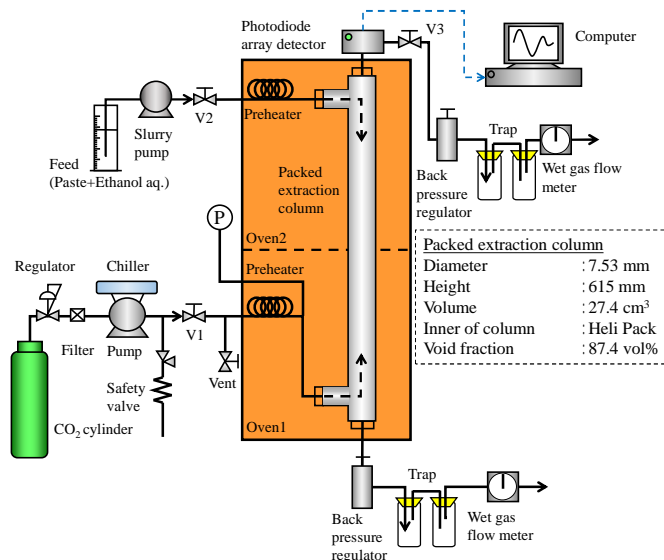 Photodiode
array detector
V3
Computer
V2
Slurry
pump
Feed
(Paste+Ethanol aq.)
Preheater
Packed
extraction
column
Trap
Wet gas flow
meter
Back
pressure
regulator
P
Oven2
Preheater
Regulator
Chiller
Filter
Pump
V1
Vent
Safety
valve
CO2 cylinder
Oven1
Packed extraction column
Diameter : 7.53 mm
Height : 615 mm
Volume : 27.4 cm3
Inner of column : Heli Pack
Void fraction : 87.4 vol%
Back
pressure
regulator
Trap
Wet gas
flow meter